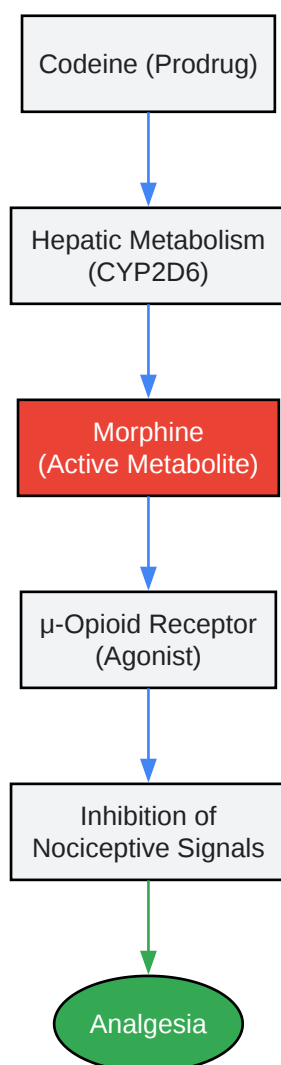 Codeine (Prodrug)
Hepatic Metabolism
(CYP2D6)
Morphine
(Active Metabolite)
μ-Opioid Receptor
(Agonist)
Inhibition of
Nociceptive Signals
Analgesia